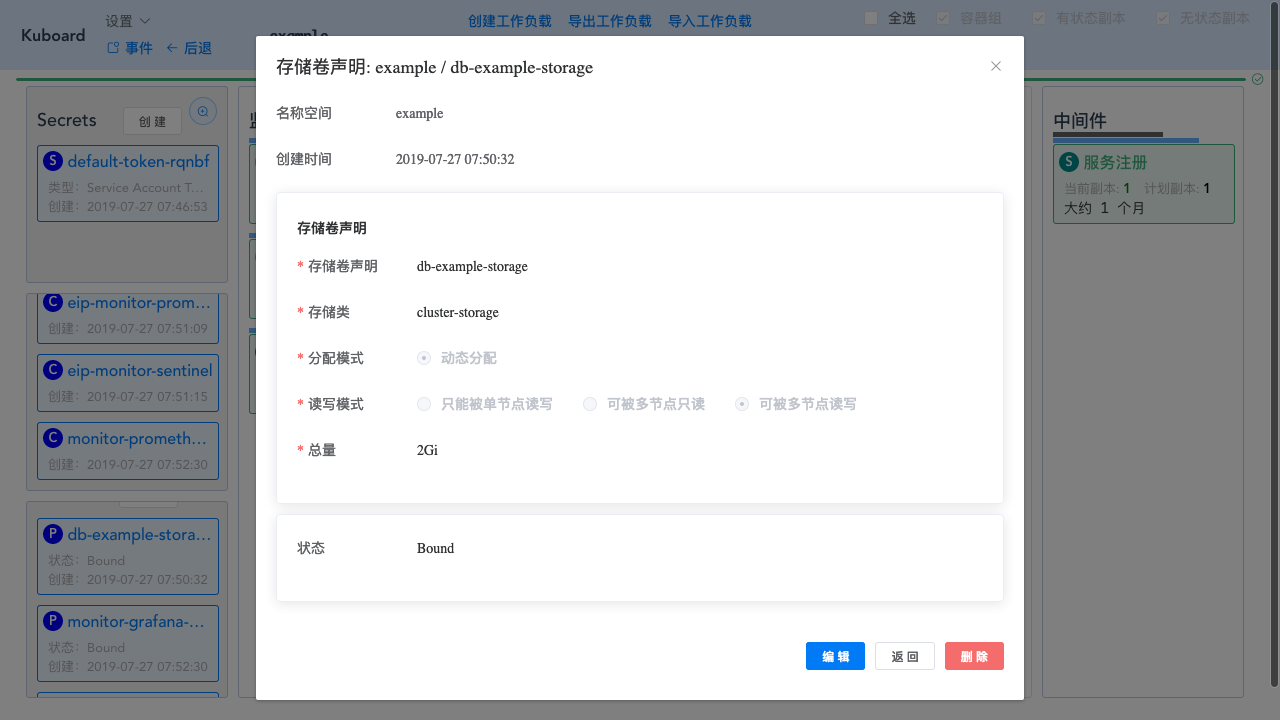 Kuboard
设置
事件 后退
创建工作负载 导出工作负载 导入工作负载
全选 容器组 有状态副本 无状态副本
example
Secrets
创 建
S default-token-rqnbf
类型: Service Account T...
创建: 2019-07-27 07:46:53
C eip-monitor-prom...
创建: 2019-07-27 07:51:09
C eip-monitor-sentinel
创建: 2019-07-27 07:51:15
C monitor-prometh...
创建: 2019-07-27 07:52:30
P db-example-stora...
状态: Bound
创建: 2019-07-27 07:50:32
P monitor-grafana-...
状态: Bound
创建: 2019-07-27 07:52:30
存储卷声明: example / db-example-storage
名称空间 example
创建时间 2019-07-27 07:50:32
存储卷声明
* 存储卷声明 db-example-storage
* 存储类 cluster-storage
* 分配模式 动态分配
* 读写模式 只能被单节点读写 可被多节点只读 可被多节点读写
* 总量 2Gi
状态 Bound
编 辑 返 回 删 除
中间件
S 服务注册
当前副本: 1 计划副本: 1
大约 1 个月